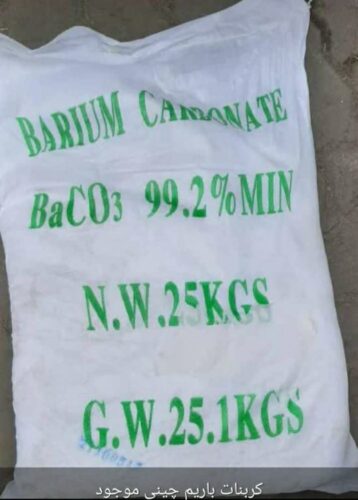 BARIUM CARBONATE
BaCO3 99.2%MIN
N.W.25KGS
G.W.25.1KGS
کربنات باریم چینی موجود